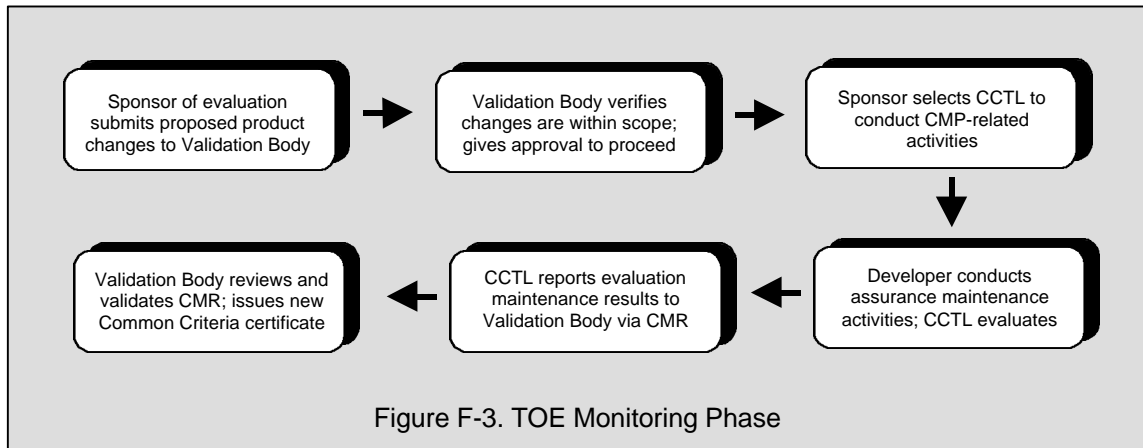 Sponsor of evaluation
submits proposed product
changes to Validation Body
Validation Body verifies
changes are within scope;
gives approval to proceed
Sponsor selects CCTL to
conduct CMP-related
activities
Developer conducts
assurance maintenance
activities; CCTL evaluates
CCTL reports evaluation
maintenance results to
Validation Body via CMR
Validation Body reviews and
validates CMR; issues new
Common Criteria certificate
Figure F-3. TOE Monitoring Phase